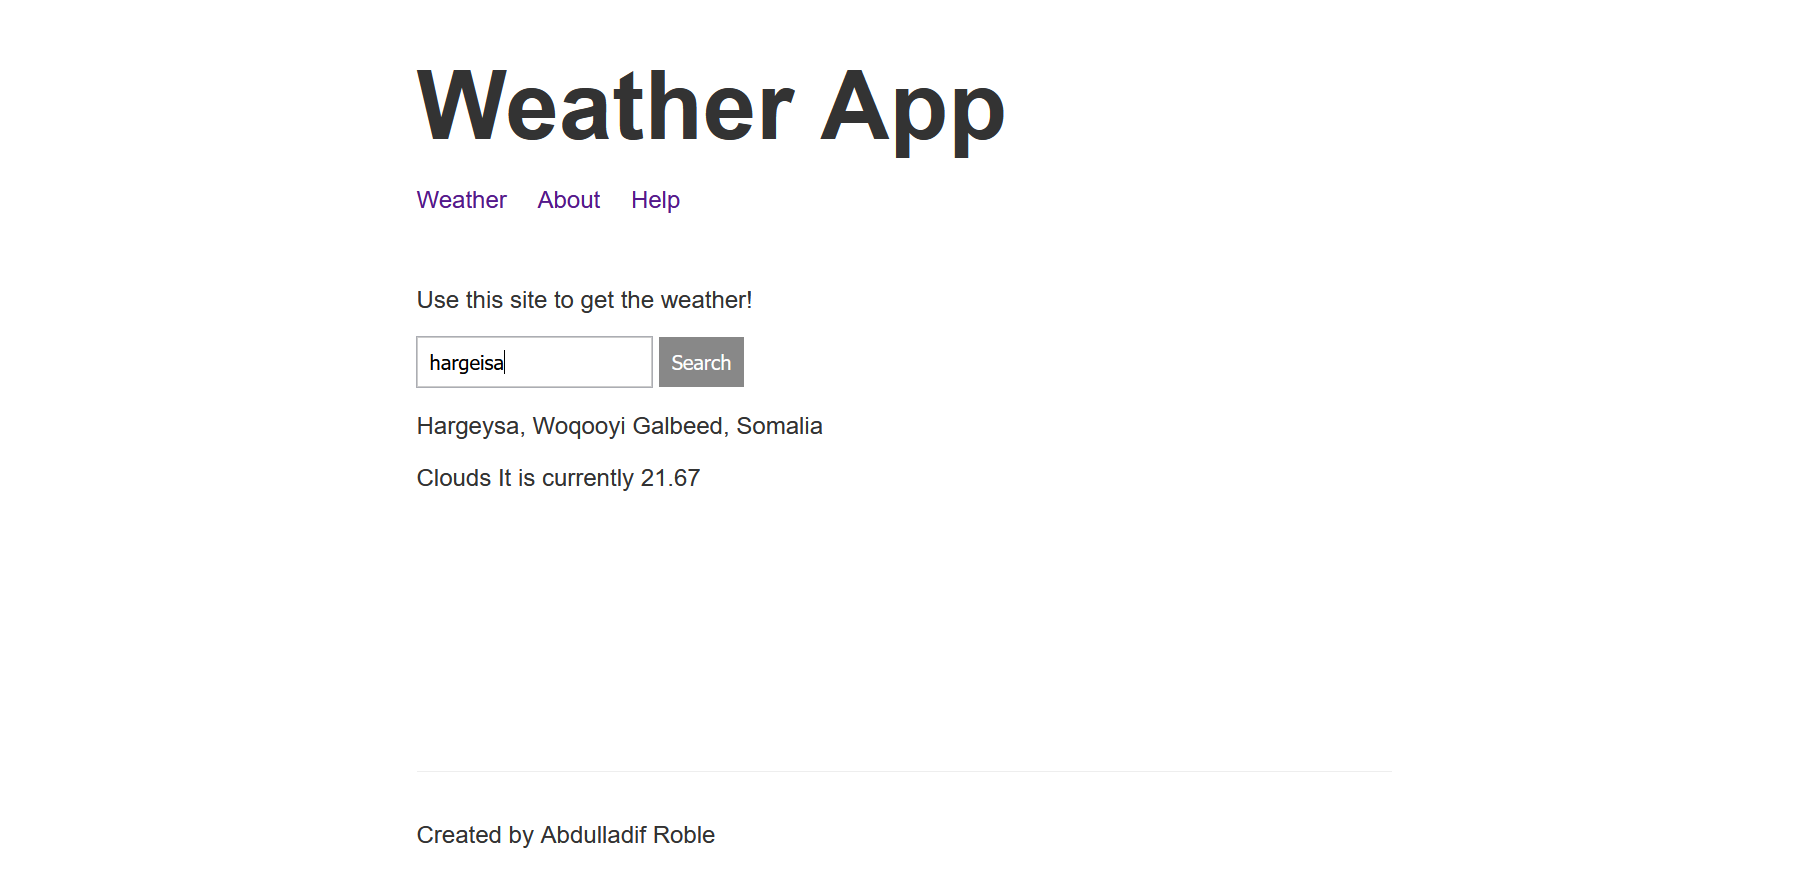 Weather App
Weather About Help
Use this site to get the weather!
hargeisa Search
Hargeysa, Woqooyi Galbeed, Somalia
Clouds It is currently 21.67
Created by Abdulladif Roble